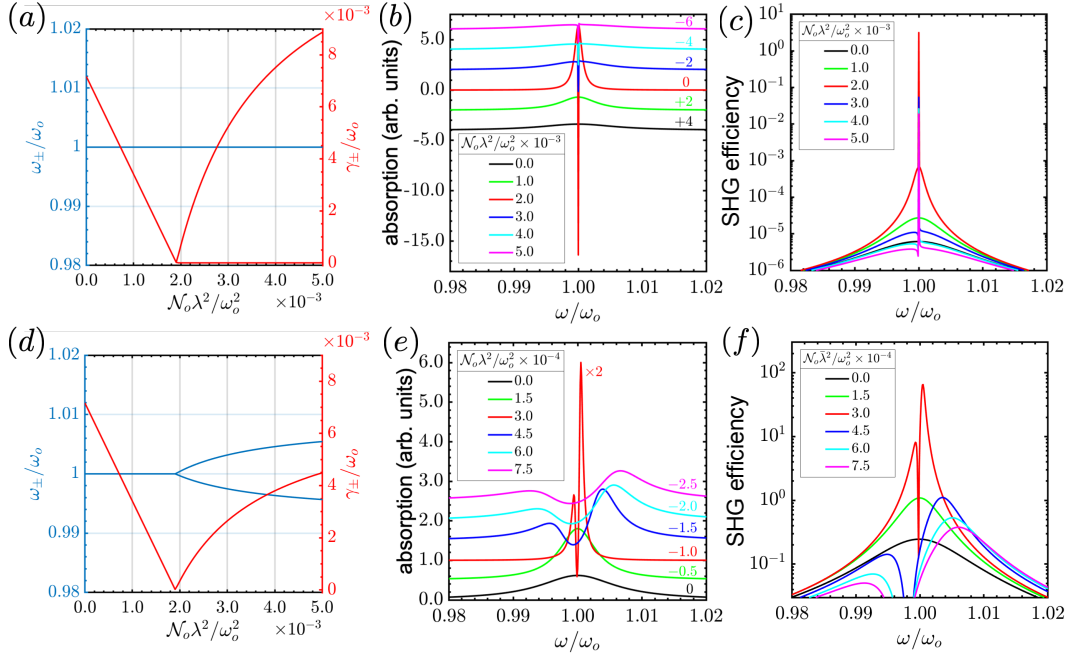 (a)
1.02
1.01
1
0.99
0.98
ω±/ωₒ
×10⁻³
8
6
4
2
0
γ±/ωₒ
0.0 1.0 2.0 3.0 4.0 5.0
𝒩ₒλ²/ωₒ² ×10⁻³
(b)
absorption (arb. units)
5.0
0.0
−5.0
−10.0
−15.0
−6
−4
−2
0
+2
+4
𝒩ₒλ²/ωₒ² × 10⁻³
0.0
1.0
2.0
3.0
4.0
5.0
0.98 0.99 1.00 1.01 1.02
ω/ωₒ
(c)
SHG efficiency
10¹
10⁰
10⁻¹
10⁻²
10⁻³
10⁻⁴
10⁻⁵
10⁻⁶
𝒩ₒλ²/ωₒ² × 10⁻³
0.0
1.0
2.0
3.0
4.0
5.0
0.98 0.99 1.00 1.01 1.02
ω/ωₒ
(d)
1.02
1.01
1
0.99
0.98
ω±/ωₒ
×10⁻³
8
6
4
2
0
γ±/ωₒ
0.0 1.0 2.0 3.0 4.0 5.0
𝒩ₒλ²/ωₒ² ×10⁻³
(e)
absorption (arb. units)
6.0
5.0
4.0
3.0
2.0
1.0
0.0
𝒩ₒλ²/ωₒ² × 10⁻⁴
0.0
1.5
3.0
4.5
6.0
7.5
×2
−2.5
−2.0
−1.5
−1.0
−0.5
0
0.98 0.99 1.00 1.01 1.02
ω/ωₒ
(f)
SHG efficiency
10²
10¹
10⁰
10⁻¹
𝒩ₒλ̄²/ωₒ² × 10⁻⁴
0.0
1.5
3.0
4.5
6.0
7.5
0.98 0.99 1.00 1.01 1.02
ω/ωₒ